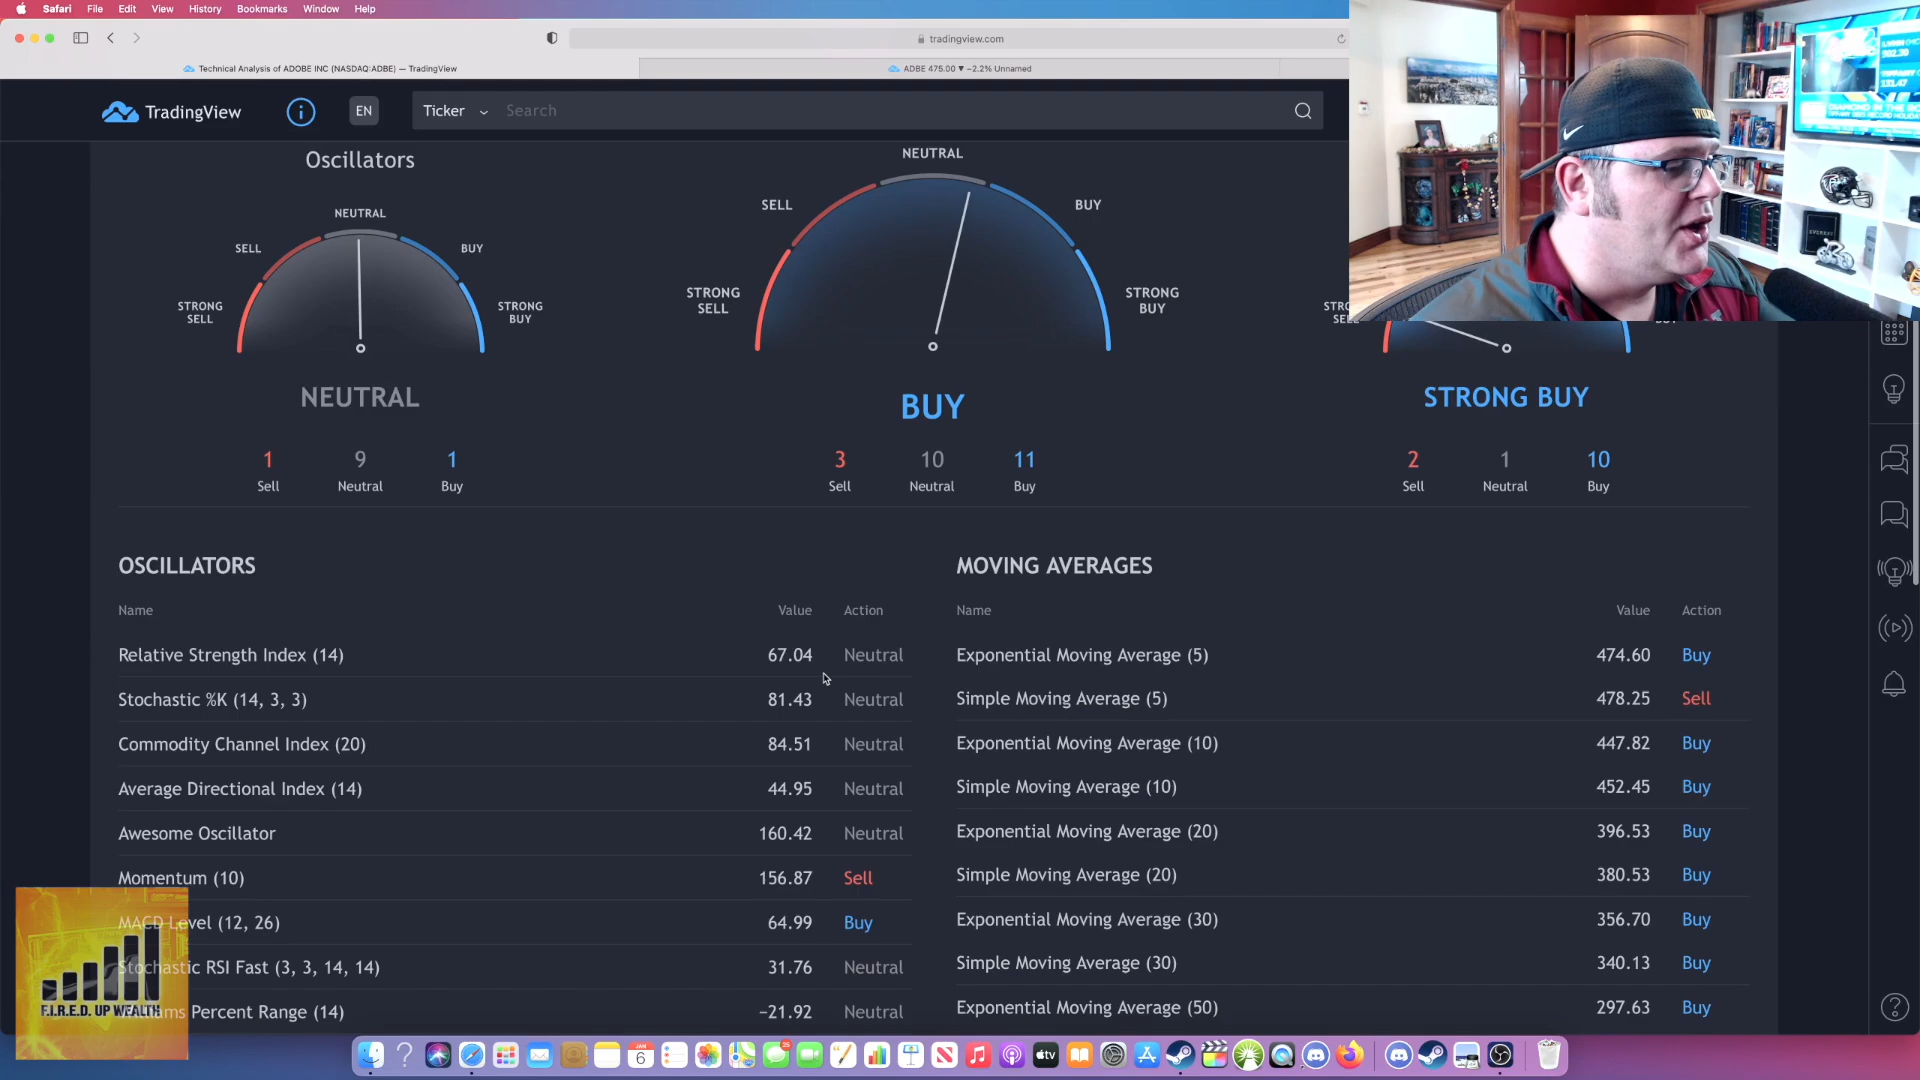 Safari File Edit View History Bookmarks Window Help
tradingview.com
Technical Analysis of ADOBE INC (NASDAQ:ADBE) — TradingView
ADBE 475.00 ▼ −2.2% Unnamed
TradingView
EN
Ticker
Search
Oscillators
NEUTRAL
SELL
BUY
STRONG SELL
STRONG BUY
NEUTRAL
1 9 1
Sell Neutral Buy
NEUTRAL
SELL
BUY
STRONG SELL
STRONG BUY
BUY
3 10 11
Sell Neutral Buy
STRONG BUY
2 1 10
Sell Neutral Buy
OSCILLATORS
Name Value Action
Relative Strength Index (14) 67.04 Neutral
Stochastic %K (14, 3, 3) 81.43 Neutral
Commodity Channel Index (20) 84.51 Neutral
Average Directional Index (14) 44.95 Neutral
Awesome Oscillator 160.42 Neutral
Momentum (10) 156.87 Sell
MACD Level (12, 26) 64.99 Buy
Stochastic RSI Fast (3, 3, 14, 14) 31.76 Neutral
Percent Range (14) −21.92 Neutral
MOVING AVERAGES
Name Value Action
Exponential Moving Average (5) 474.60 Buy
Simple Moving Average (5) 478.25 Sell
Exponential Moving Average (10) 447.82 Buy
Simple Moving Average (10) 452.45 Buy
Exponential Moving Average (20) 396.53 Buy
Simple Moving Average (20) 380.53 Buy
Exponential Moving Average (30) 356.70 Buy
Simple Moving Average (30) 340.13 Buy
Exponential Moving Average (50) 297.63 Buy
F.I.R.E.D. UP WEALTH
EVEREST
6
tv